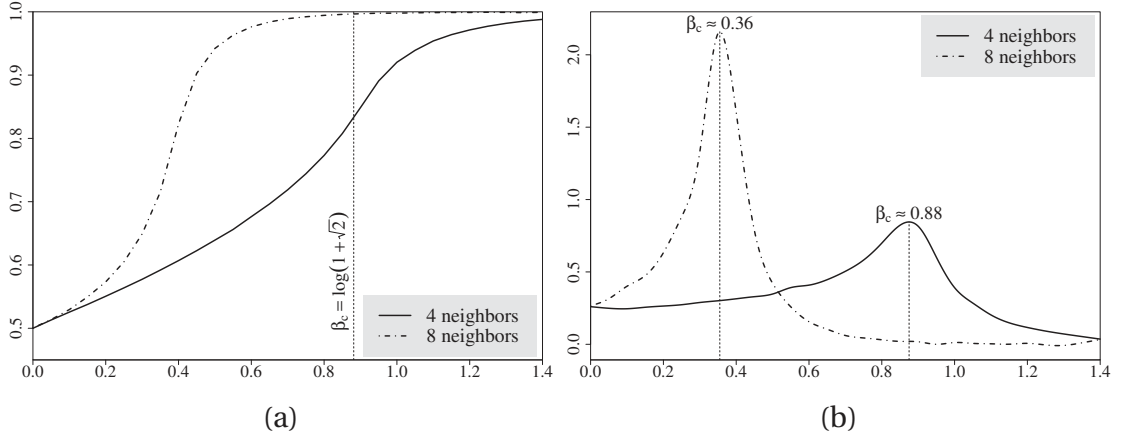 1.0
0.9
0.8
0.7
0.6
0.5
βc = log(1 + √2)
4 neighbors
8 neighbors
0.0 0.2 0.4 0.6 0.8 1.0 1.2 1.4
(a)
βc ≈ 0.36
4 neighbors
8 neighbors
2.0
1.5
1.0
βc ≈ 0.88
0.5
0.0
0.0 0.2 0.4 0.6 0.8 1.0 1.2 1.4
(b)